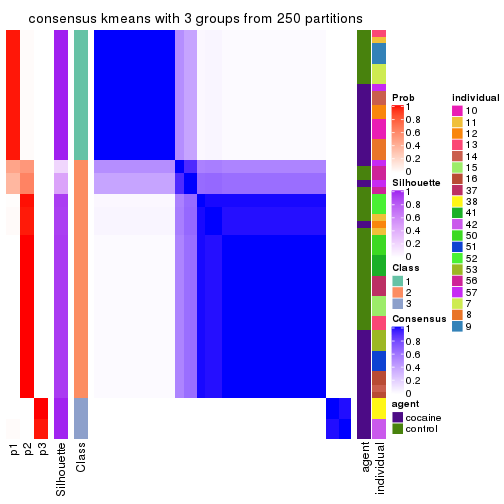 consensus kmeans with 3 groups from 250 partitions
p1
p2
p3
Silhouette
Class
agent
individual
Prob
1
0.8
0.6
0.4
0.2
0
Silhouette
1
0.8
0.6
0.4
0.2
0
Class
1
2
3
Consensus
1
0.8
0.6
0.4
0.2
0
agent
cocaine
control
individual
10
11
12
13
14
15
16
37
38
41
42
50
51
52
53
56
57
7
8
9